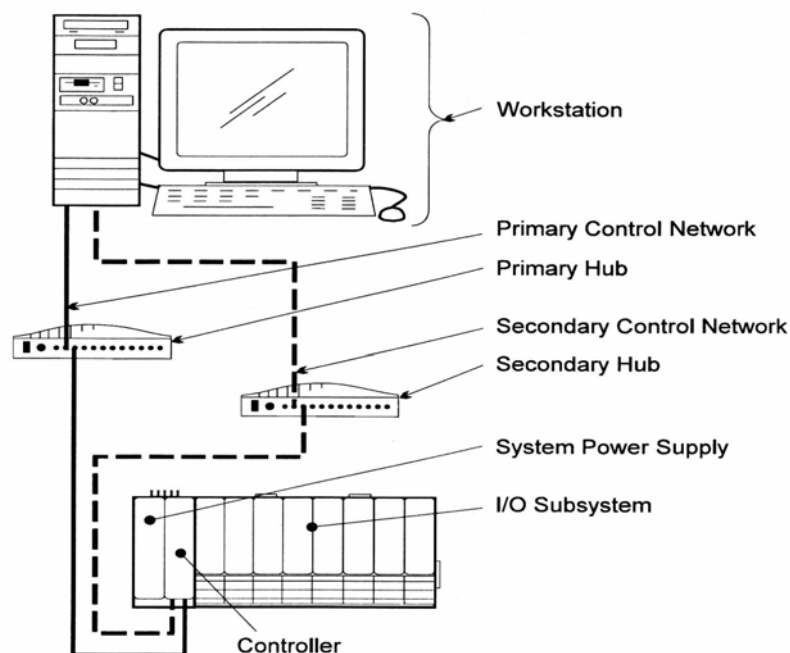 Workstation
Primary Control Network
Primary Hub
Secondary Control Network
Secondary Hub
System Power Supply
I/O Subsystem
Controller